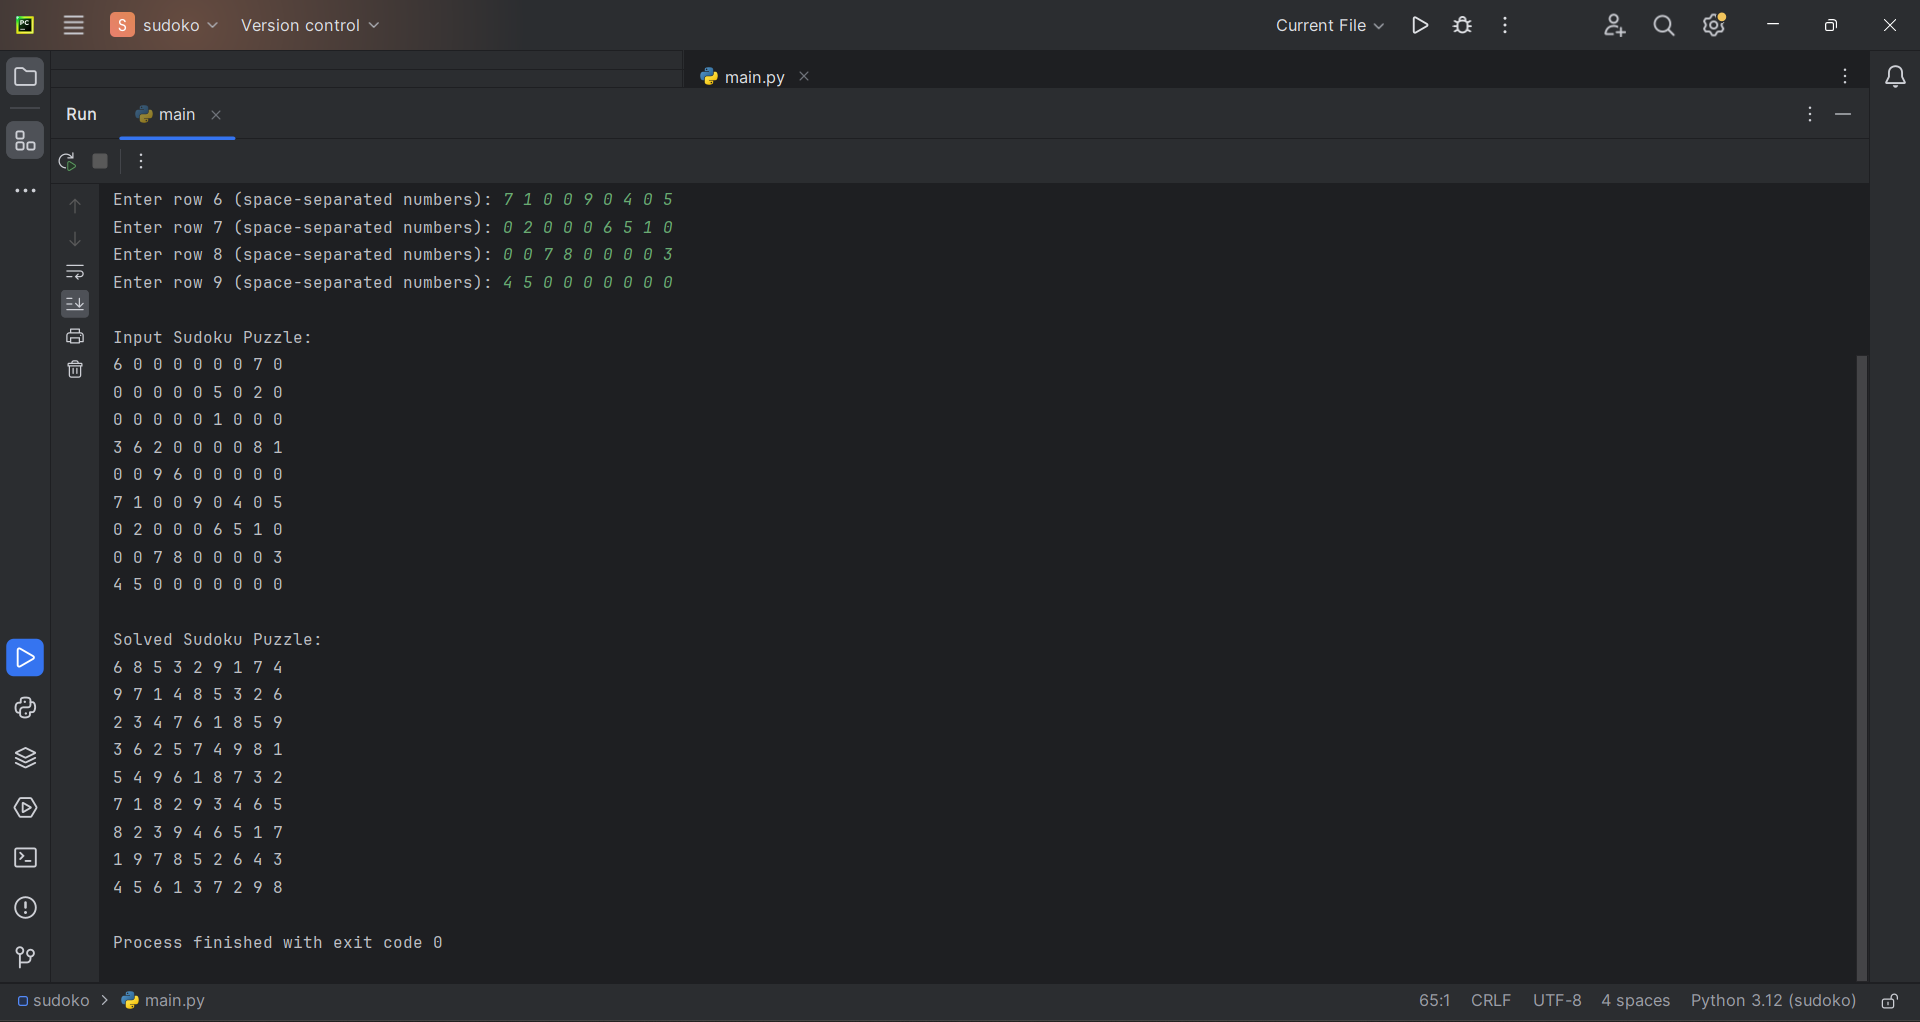 PC S sudoko Version control Current File
main.py
Run main
Enter row 6 (space-separated numbers): 7 1 0 0 9 0 4 0 5
Enter row 7 (space-separated numbers): 0 2 0 0 0 6 5 1 0
Enter row 8 (space-separated numbers): 0 0 7 8 0 0 0 0 3
Enter row 9 (space-separated numbers): 4 5 0 0 0 0 0 0 0
Input Sudoku Puzzle:
6 0 0 0 0 0 0 7 0
0 0 0 0 0 5 0 2 0
0 0 0 0 0 1 0 0 0
3 6 2 0 0 0 0 8 1
0 0 9 6 0 0 0 0 0
7 1 0 0 9 0 4 0 5
0 2 0 0 0 6 5 1 0
0 0 7 8 0 0 0 0 3
4 5 0 0 0 0 0 0 0
Solved Sudoku Puzzle:
6 8 5 3 2 9 1 7 4
9 7 1 4 8 5 3 2 6
2 3 4 7 6 1 8 5 9
3 6 2 5 7 4 9 8 1
5 4 9 6 1 8 7 3 2
7 1 8 2 9 3 4 6 5
8 2 3 9 4 6 5 1 7
1 9 7 8 5 2 6 4 3
4 5 6 1 3 7 2 9 8
Process finished with exit code 0
sudoko > main.py 65:1 CRLF UTF-8 4 spaces Python 3.12 (sudoko)